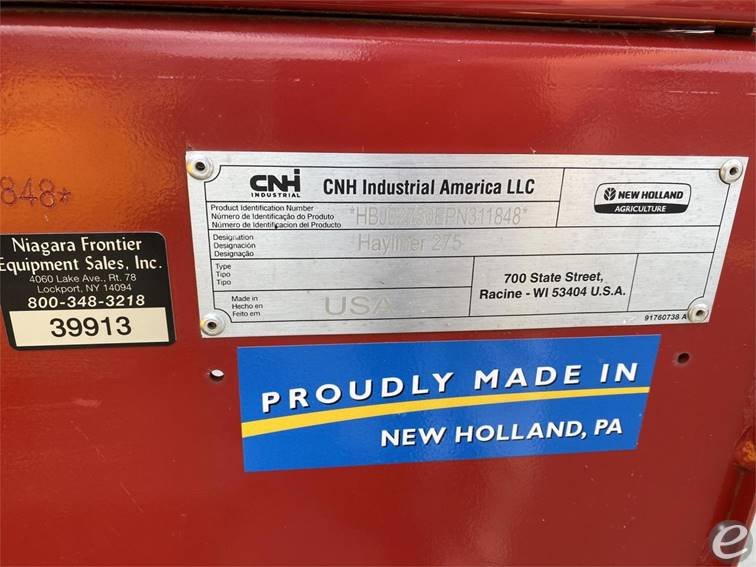 848*
Niagara Frontier
Equipment Sales, Inc.
4060 Lake Ave., Rt. 78
Lockport, NY 14094
800-348-3218
39913
CNH
INDUSTRIAL
CNH Industrial America LLC
NEW HOLLAND
AGRICULTURE
Product Identification Number
Número de Identificação do Produto
Número de Identificacion del Producto
Designation
Designación
Designação
Hayliner 275
Type
Tipo
Tipo
Made in
Hecho en
Feito em
USA
700 State Street,
Racine - WI 53404 U.S.A.
91760738 A
PROUDLY MADE IN
NEW HOLLAND, PA
e